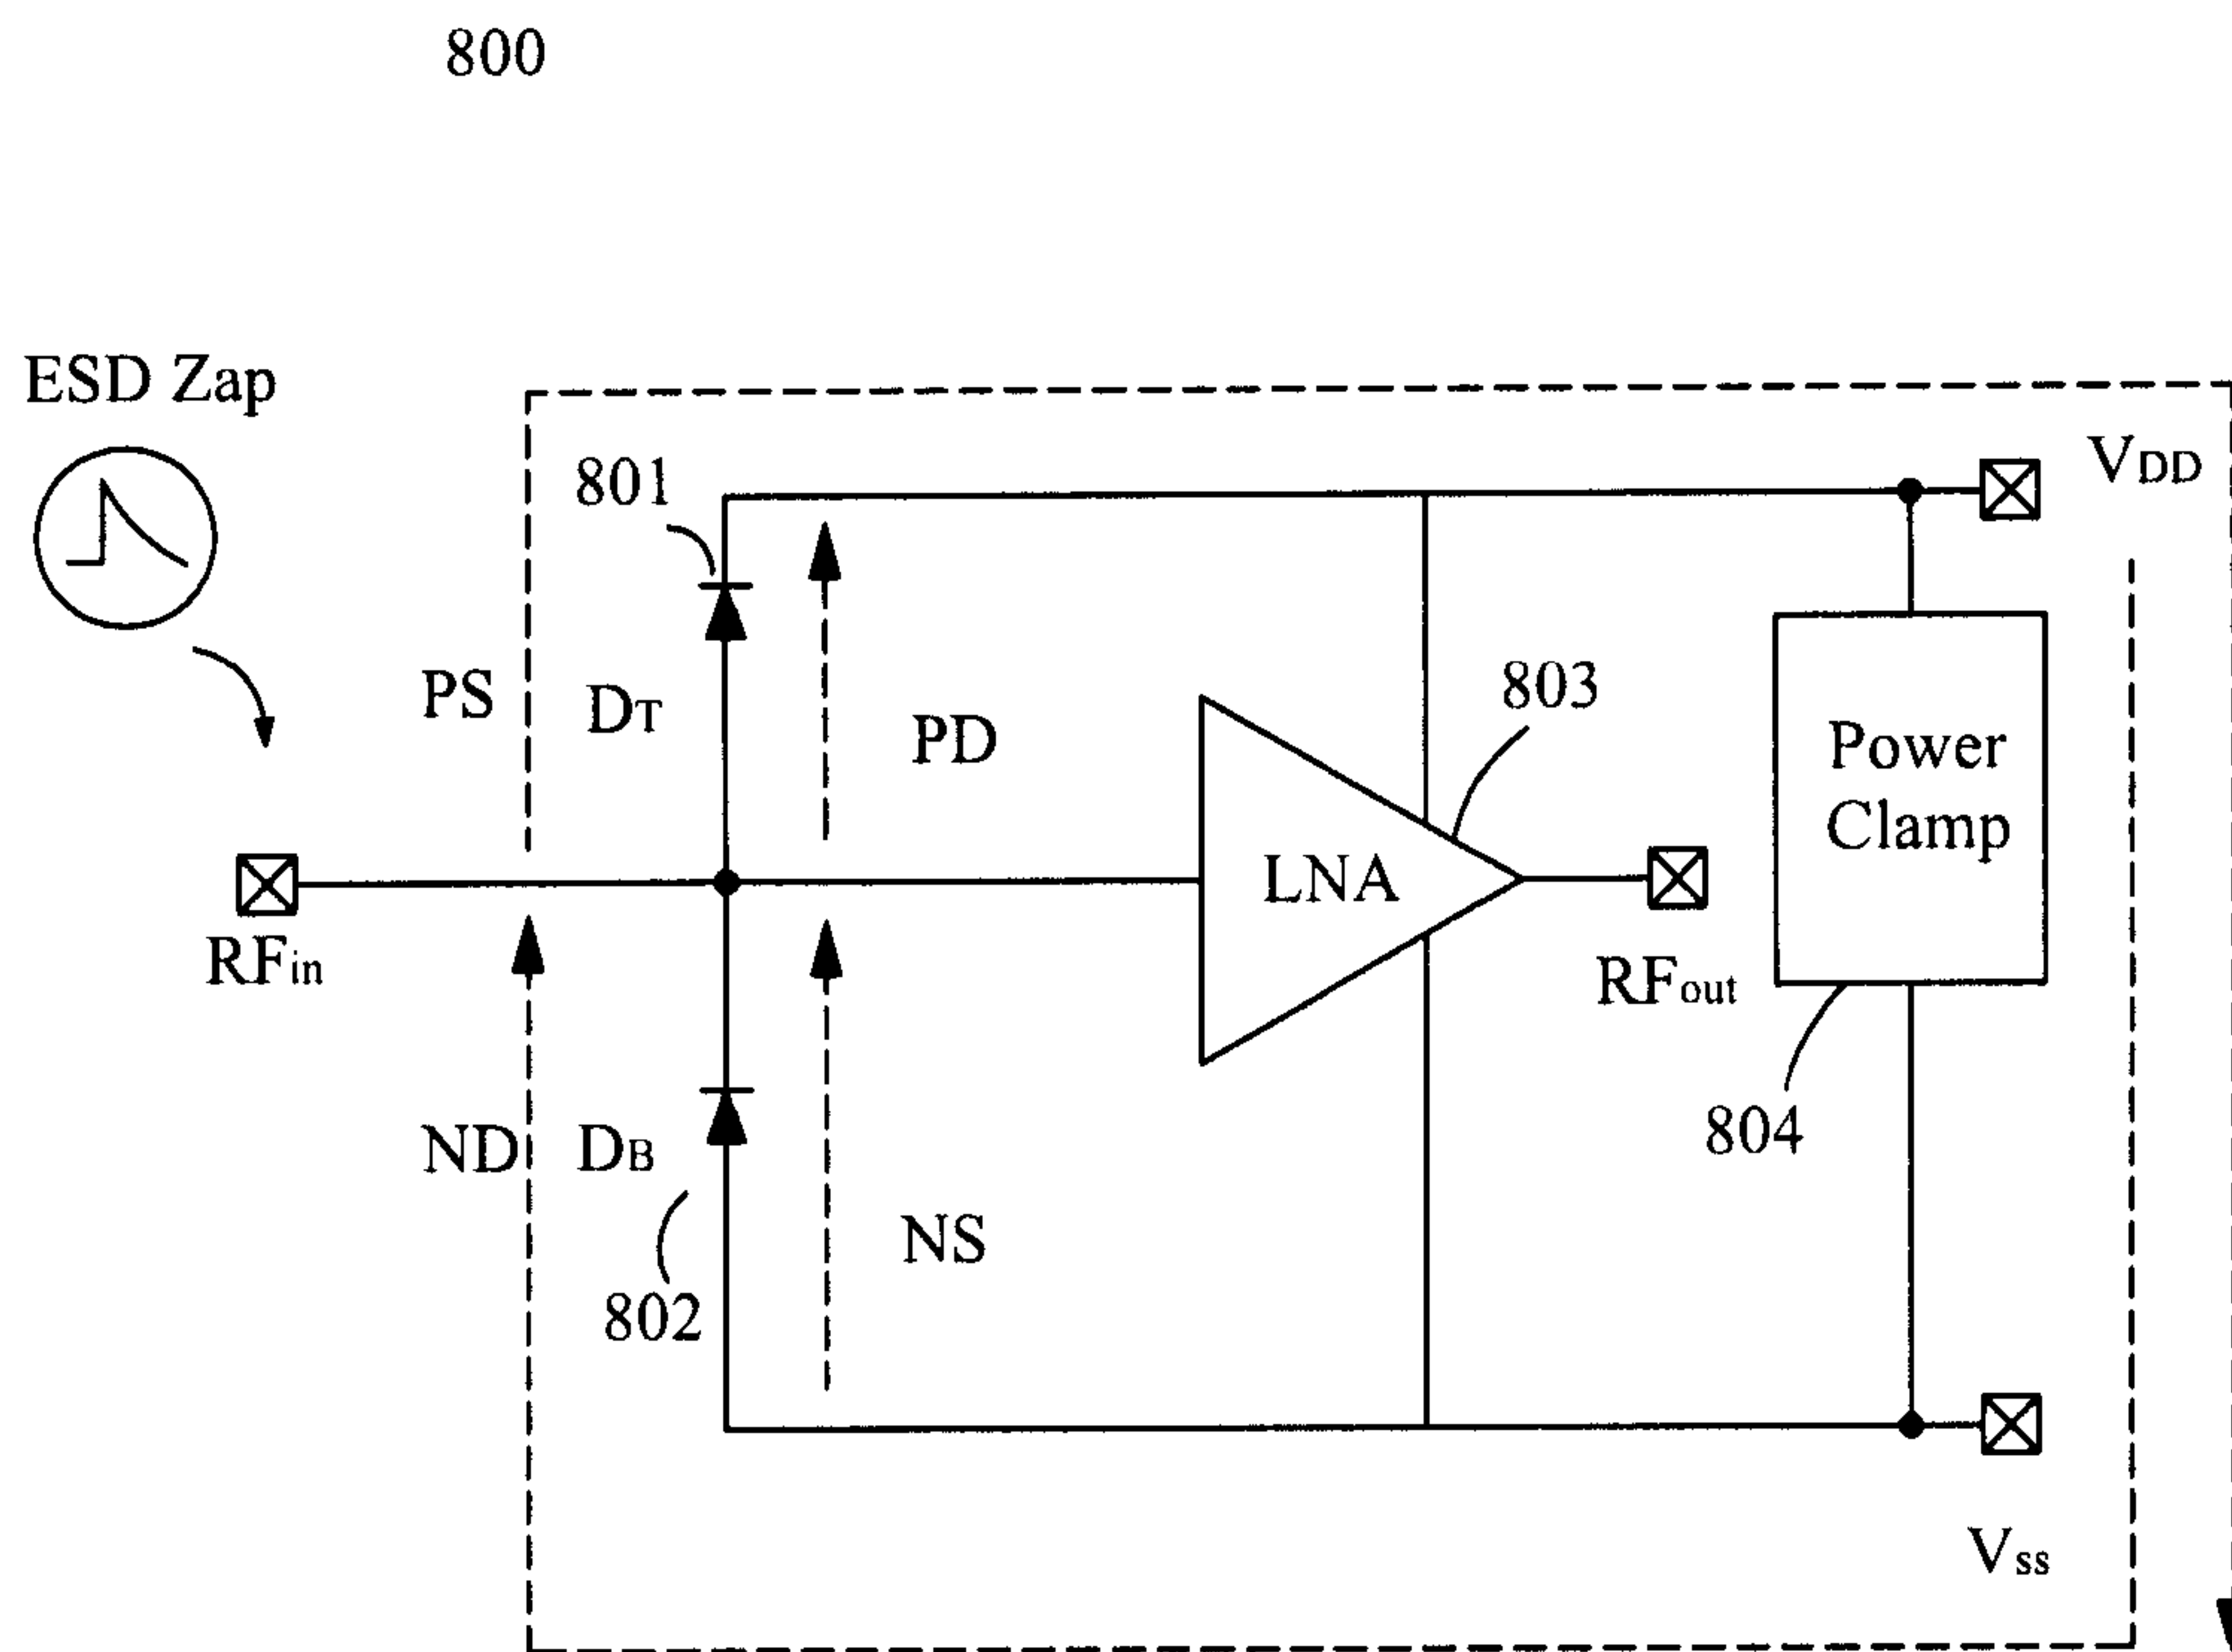 800
ESD Zap
801
VDD
PS
DT
PD
803
Power
Clamp
LNA
RFin
RFout
804
ND
DB
NS
802
Vss